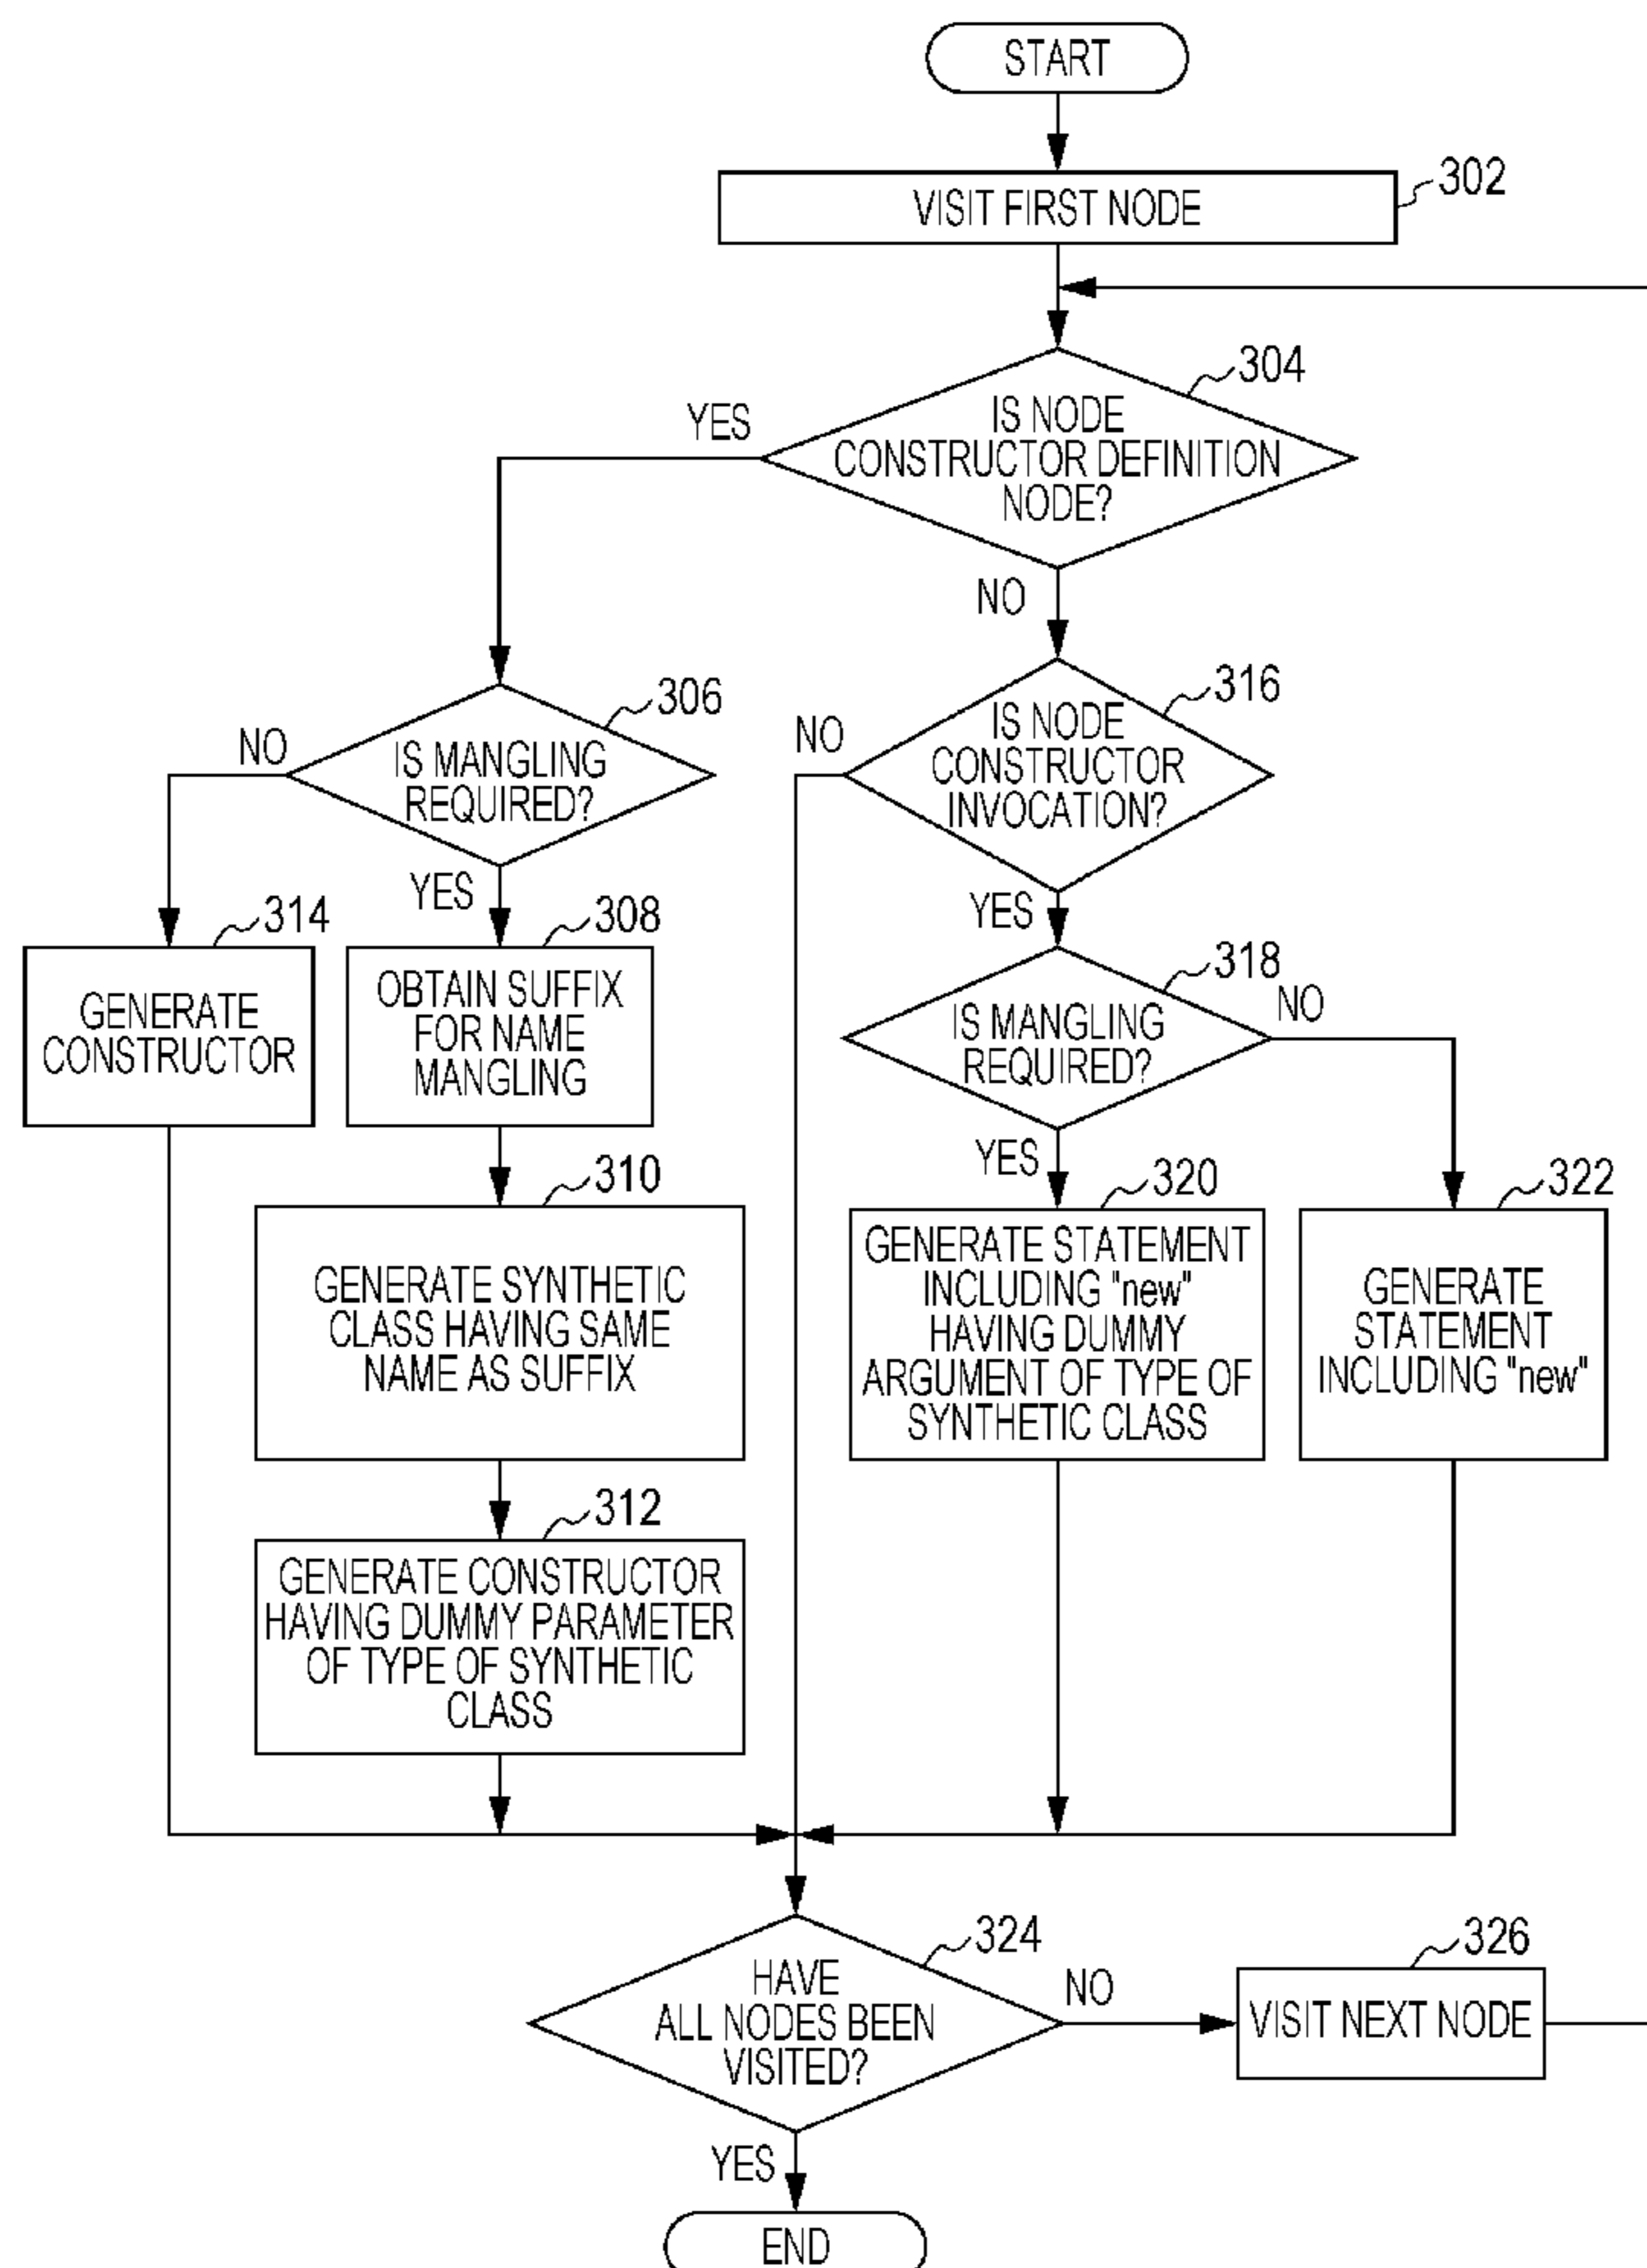 START
302
VISIT FIRST NODE
304
YES
IS NODE
CONSTRUCTOR DEFINITION
NODE?
NO
306
NO
IS MANGLING
REQUIRED?
YES
316
NO
IS NODE
CONSTRUCTOR
INVOCATION?
YES
314
GENERATE
CONSTRUCTOR
308
OBTAIN SUFFIX
FOR NAME
MANGLING
318
NO
IS MANGLING
REQUIRED?
YES
310
GENERATE SYNTHETIC
CLASS HAVING SAME
NAME AS SUFFIX
320
GENERATE STATEMENT
INCLUDING "new"
HAVING DUMMY
ARGUMENT OF TYPE OF
SYNTHETIC CLASS
322
GENERATE
STATEMENT
INCLUDING "new"
312
GENERATE CONSTRUCTOR
HAVING DUMMY PARAMETER
OF TYPE OF SYNTHETIC
CLASS
324
HAVE
ALL NODES BEEN
VISITED?
NO
326
VISIT NEXT NODE
YES
END